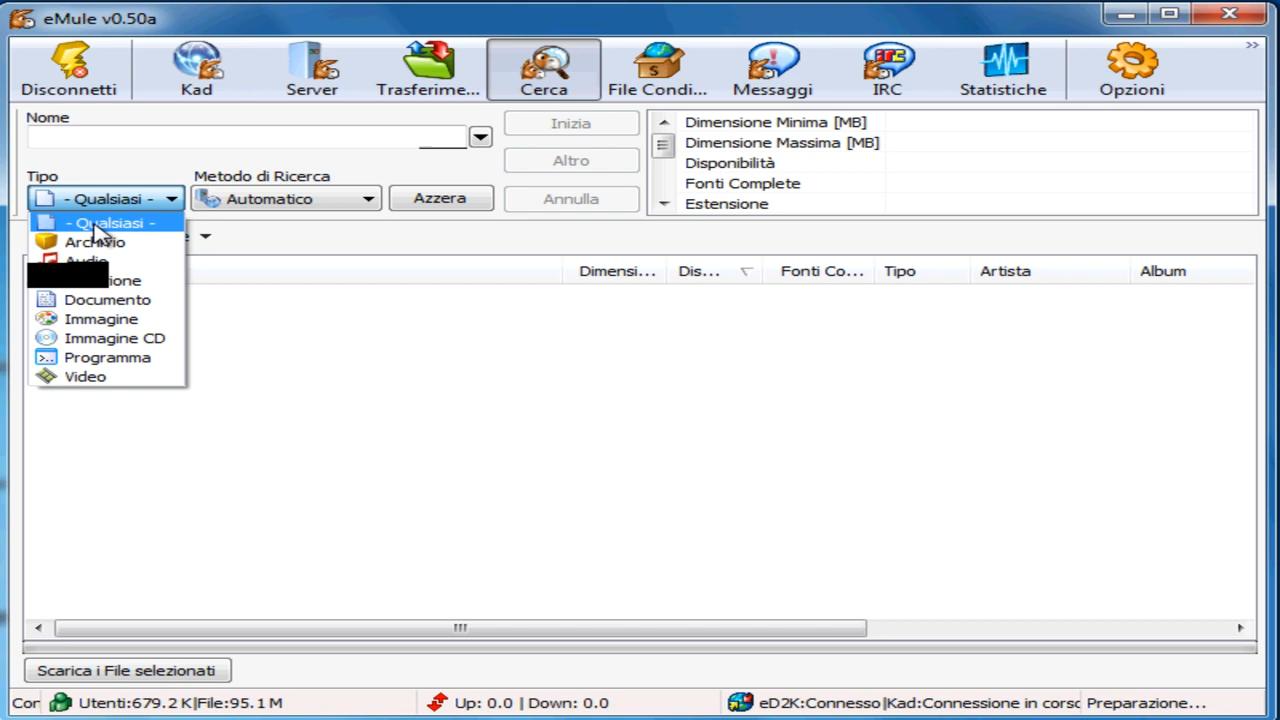 eMule v0.50a
Disconnetti Kad Server Trasferime... Cerca File Condi... Messaggi IRC Statistiche Opzioni
Nome
Inizia
Altro
Annulla
Dimensione Minima [MB]
Dimensione Massima [MB]
Disponibilità
Fonti Complete
Estensione
Tipo Metodo di Ricerca
- Qualsiasi - Automatico Azzera
- Qualsiasi -
Archivio
Audio
Documento
Immagine
Immagine CD
Programma
Video
Dimensi... Dis... Fonti Co... Tipo Artista Album
Scarica i File selezionati
Utenti:679.2 K|File:95.1 M Up: 0.0 | Down: 0.0 eD2K:Connesso|Kad:Connessione in corso Preparazione...